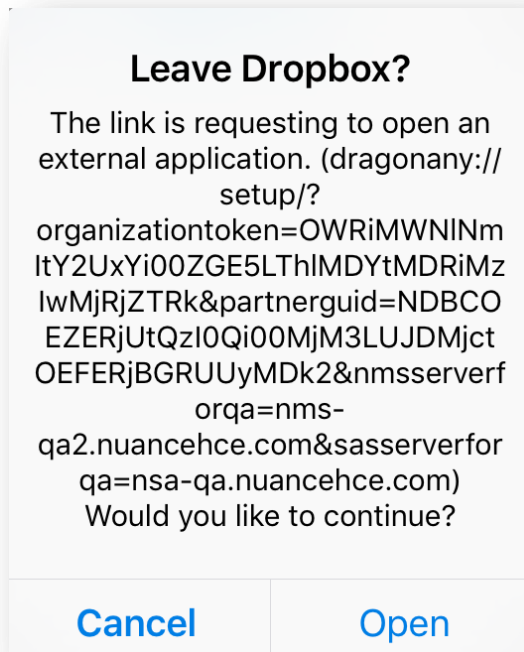 Leave Dropbox?
The link is requesting to open an
external application. (dragonany://
setup/?
organizationtoken=OWRiMWNlNm
ItY2UxYi00ZGE5LThlMDYtMDRiMz
IwMjRjZTRk&partnerguid=NDBCO
EZERjUtQzI0Qi00MjM3LUJDMjct
OEFERjBGRUUyMDk2&nmsserverf
orqa=nms-
qa2.nuancehce.com&sasserverfor
qa=nsa-qa.nuancehce.com)
Would you like to continue?
Cancel
Open